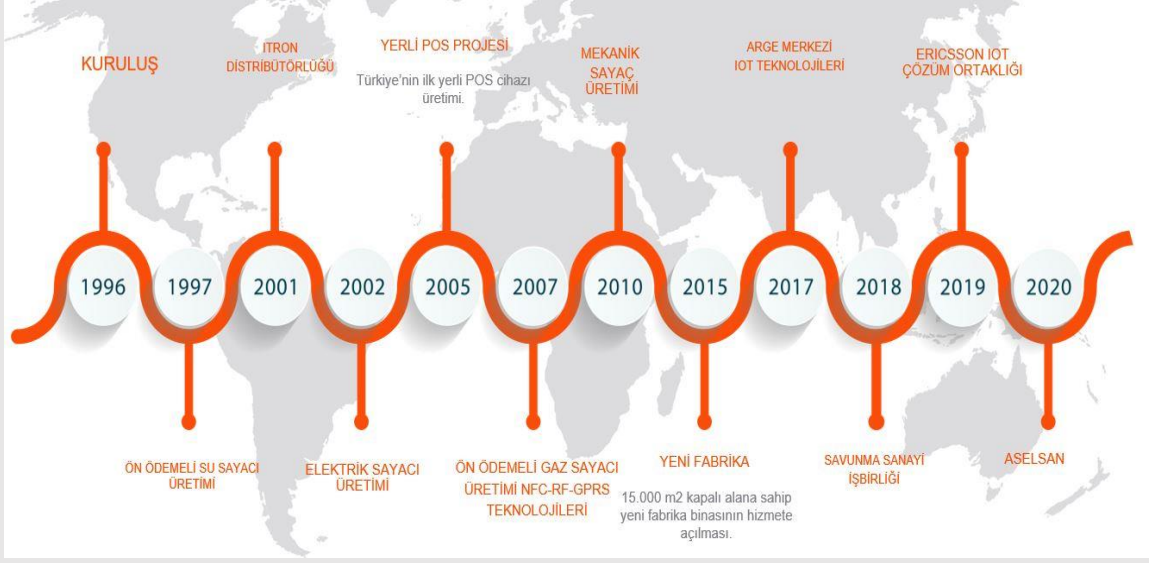 KURULUŞ
ITRON
DİSTRİBÜTÖRLÜĞÜ
YERLİ POS PROJESİ
Türkiye'nin ilk yerli POS cihazı
üretimi.
MEKANİK
SAYAÇ
ÜRETİMİ
ARGE MERKEZİ
IOT TEKNOLOJİLERİ
ERICSSON IOT
ÇÖZÜM ORTAKLIĞI
1996
1997
2001
2002
2005
2007
2010
2015
2017
2018
2019
2020
ÖN ÖDEMELİ SU SAYACI
ÜRETİMİ
ELEKTRİK SAYACI
ÜRETİMİ
ÖN ÖDEMELİ GAZ SAYACI
ÜRETİMİ NFC-RF-GPRS
TEKNOLOJİLERİ
YENİ FABRİKA
15.000 m2 kapalı alana sahip
yeni fabrika binasının hizmete
açılması.
SAVUNMA SANAYİ
İŞBİRLİĞİ
ASELSAN